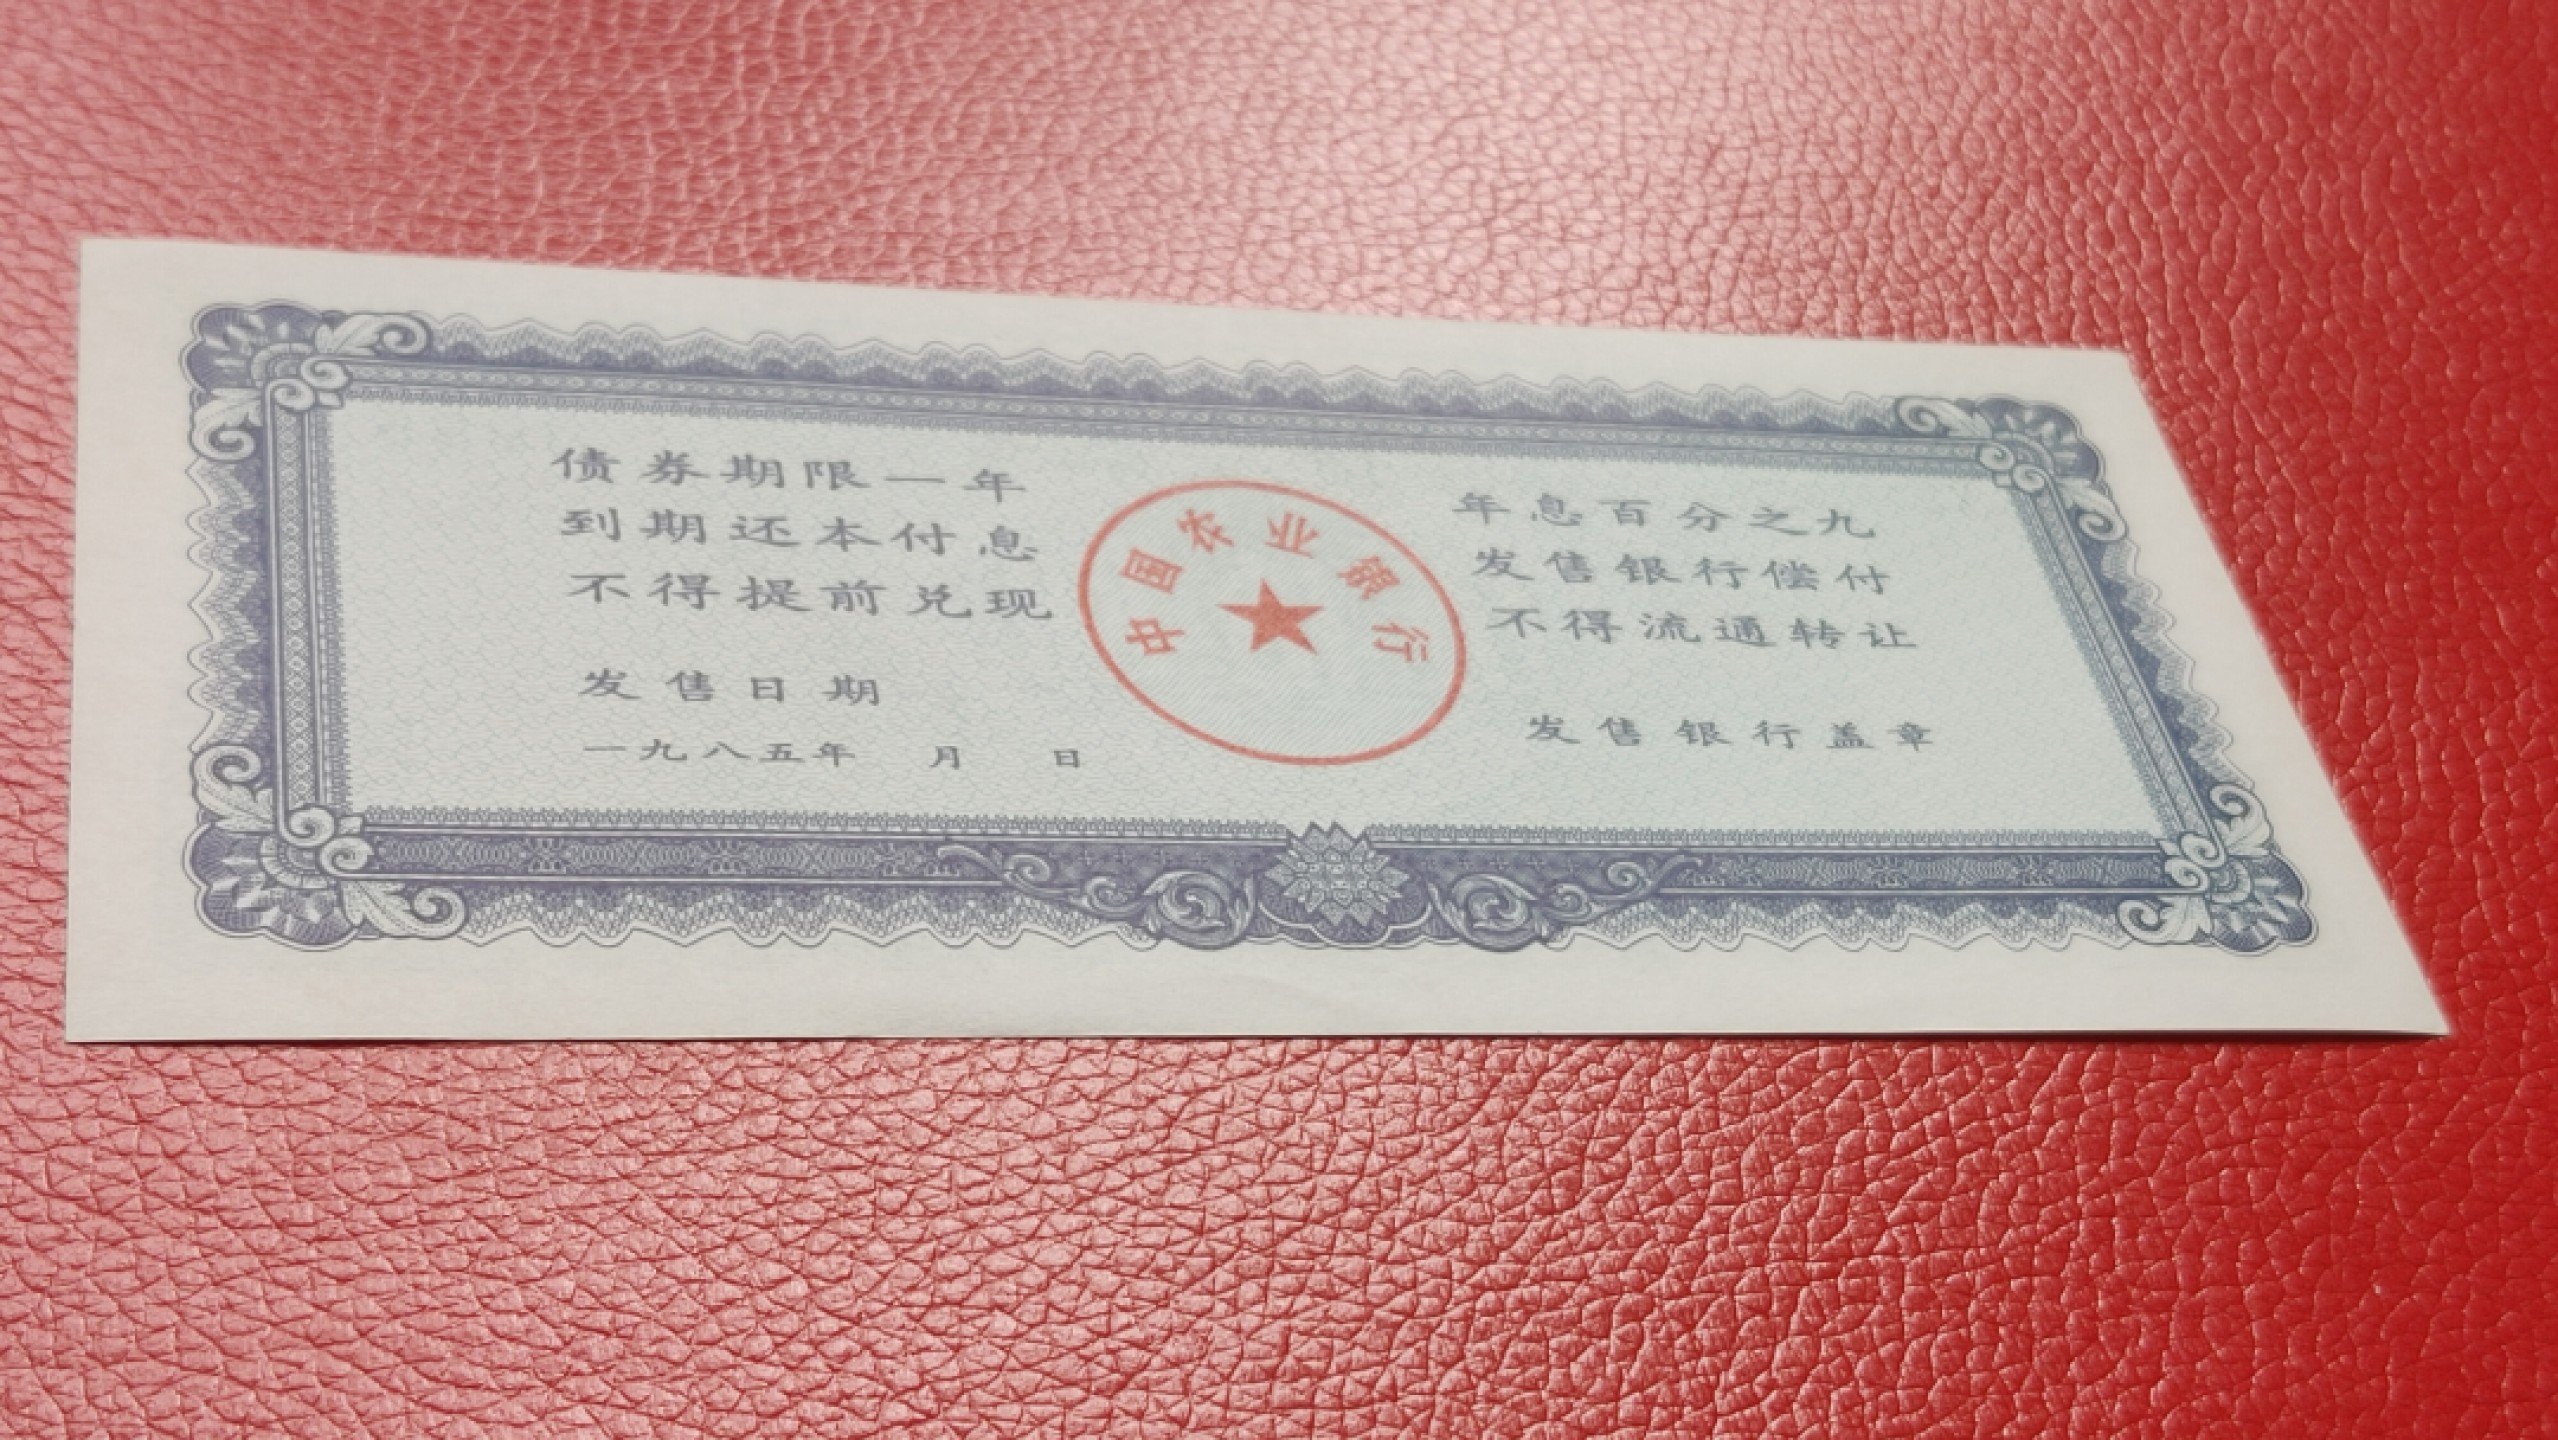 债券期限一年
到期还本付息
不得提前兑现
发售日期
一九八五年 月 日
中国农业银行
年息百分之九
发售银行偿付
不得流通转让
发售银行盖章